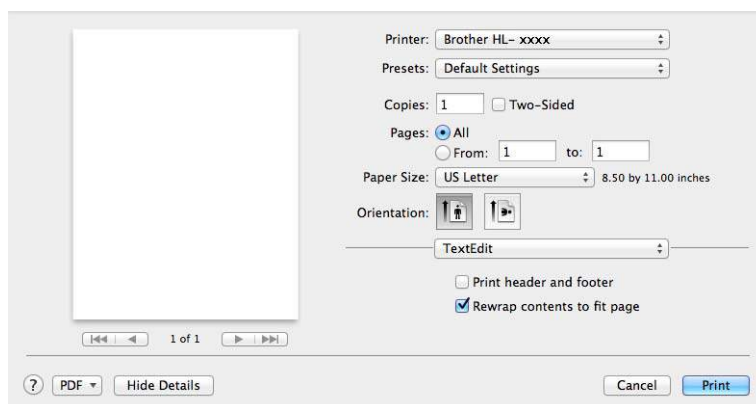 Printer: Brother HL- xxxx
Presets: Default Settings
Copies: 1 Two-Sided
Pages: All
From: 1 to: 1
Paper Size: US Letter 8.50 by 11.00 inches
Orientation:
TextEdit
Print header and footer
Rewrap contents to fit page
1 of 1
? PDF Hide Details Cancel Print